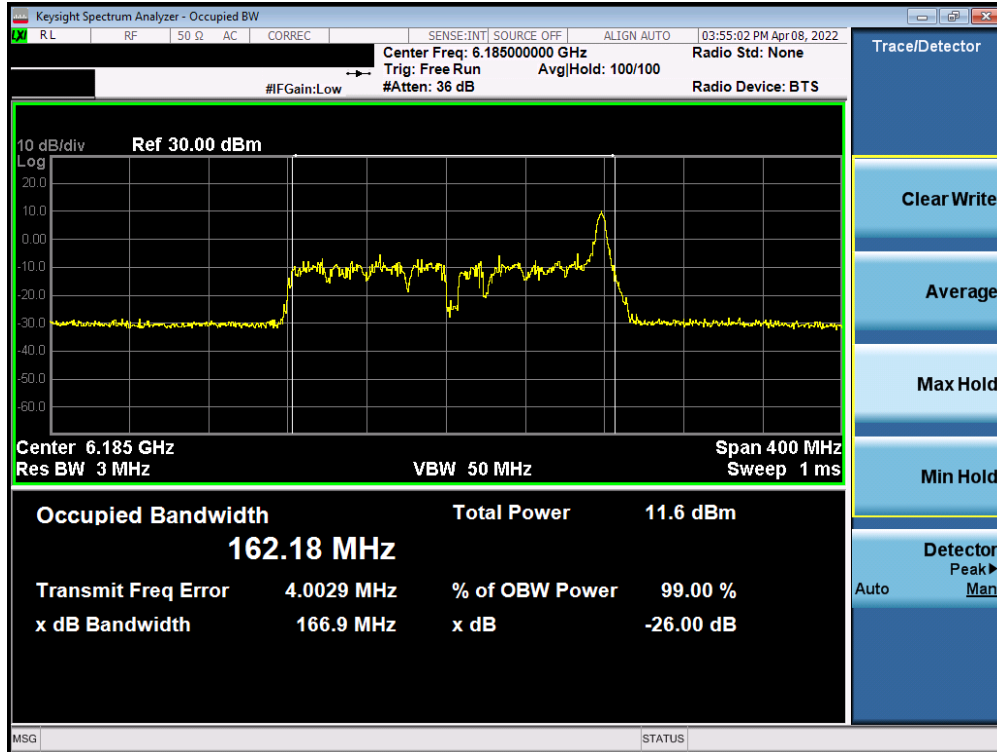 Keysight Spectrum Analyzer - Occupied BW
LXI RL RF 50 Ω AC CORREC SENSE:INT SOURCE OFF ALIGN AUTO 03:55:02 PM Apr 08, 2022
Center Freq: 6.185000000 GHz Radio Std: None
Trig: Free Run Avg|Hold: 100/100
#IFGain:Low #Atten: 36 dB Radio Device: BTS
10 dB/div Ref 30.00 dBm
Log
20.0
10.0
0.00
-10.0
-20.0
-30.0
-40.0
-50.0
-60.0
Center 6.185 GHz Span 400 MHz
Res BW 3 MHz VBW 50 MHz Sweep 1 ms
Occupied Bandwidth Total Power 11.6 dBm
162.18 MHz
Transmit Freq Error 4.0029 MHz % of OBW Power 99.00 %
x dB Bandwidth 166.9 MHz x dB -26.00 dB
MSG STATUS
Trace/Detector
Clear Write
Average
Max Hold
Min Hold
Detector
Peak▶
Auto Man